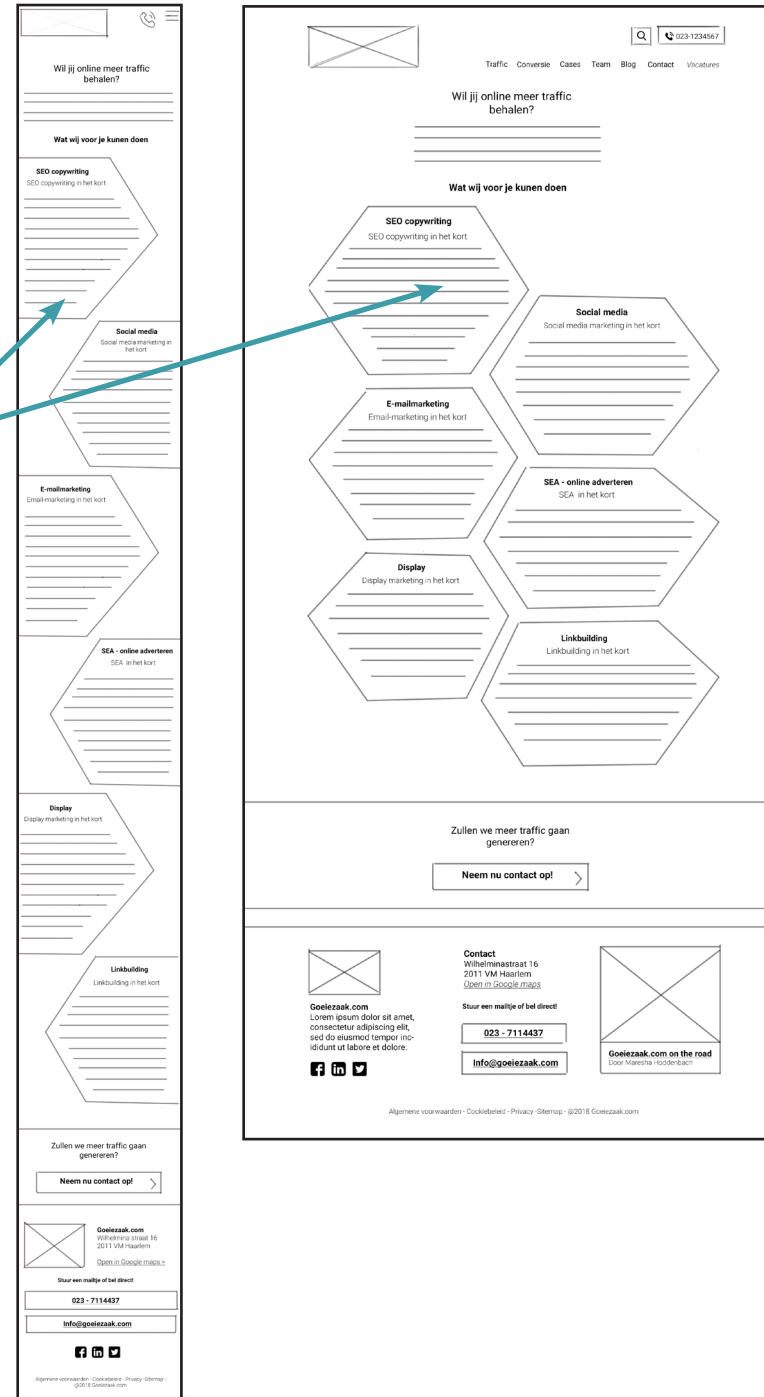 Wil jij online meer traffic
behalen?
Wat wij voor je kunen doen
SEO copywriting
SEO copywriting in het kort
Social media
Social media marketing in
het kort
E-mailmarketing
Email-marketing in het kort
SEA - online adverteren
SEA in het kort
Display
Display marketing in het kort
Linkbuilding
Linkbuilding in het kort
Zullen we meer traffic gaan
genereren?
Neem nu contact op!
Goeiezaak.com
Wilhelmina straat 16
2011 VM Haarlem
Open in Google maps >
Stuur een mailtje of bel direct!
023 - 7114437
Info@goeiezaak.com
Algemene voorwaarden - Cookiebeleid - Privacy -Sitemap -
@2018 Goeiezaak.com
023-1234567
Traffic Conversie Cases Team Blog Contact Vacatures
Wil jij online meer traffic
behalen?
Wat wij voor je kunen doen
SEO copywriting
SEO copywriting in het kort
Social media
Social media marketing in het kort
E-mailmarketing
Email-marketing in het kort
SEA - online adverteren
SEA in het kort
Display
Display marketing in het kort
Linkbuilding
Linkbuilding in het kort
Zullen we meer traffic gaan
genereren?
Neem nu contact op!
Goeiezaak.com
Lorem ipsum dolor sit amet,
consectetur adipiscing elit,
sed do eiusmod tempor inc-
ididunt ut labore et dolore.
Contact
Wilhelminastraat 16
2011 VM Haarlem
Open in Google maps
Stuur een mailtje of bel direct!
023 - 7114437
Info@goeiezaak.com
Goeiezaak.com on the road
Door Maresha Hoddenbach
Algemene voorwaarden - Cookiebeleid - Privacy -Sitemap - @2018 Goeiezaak.com